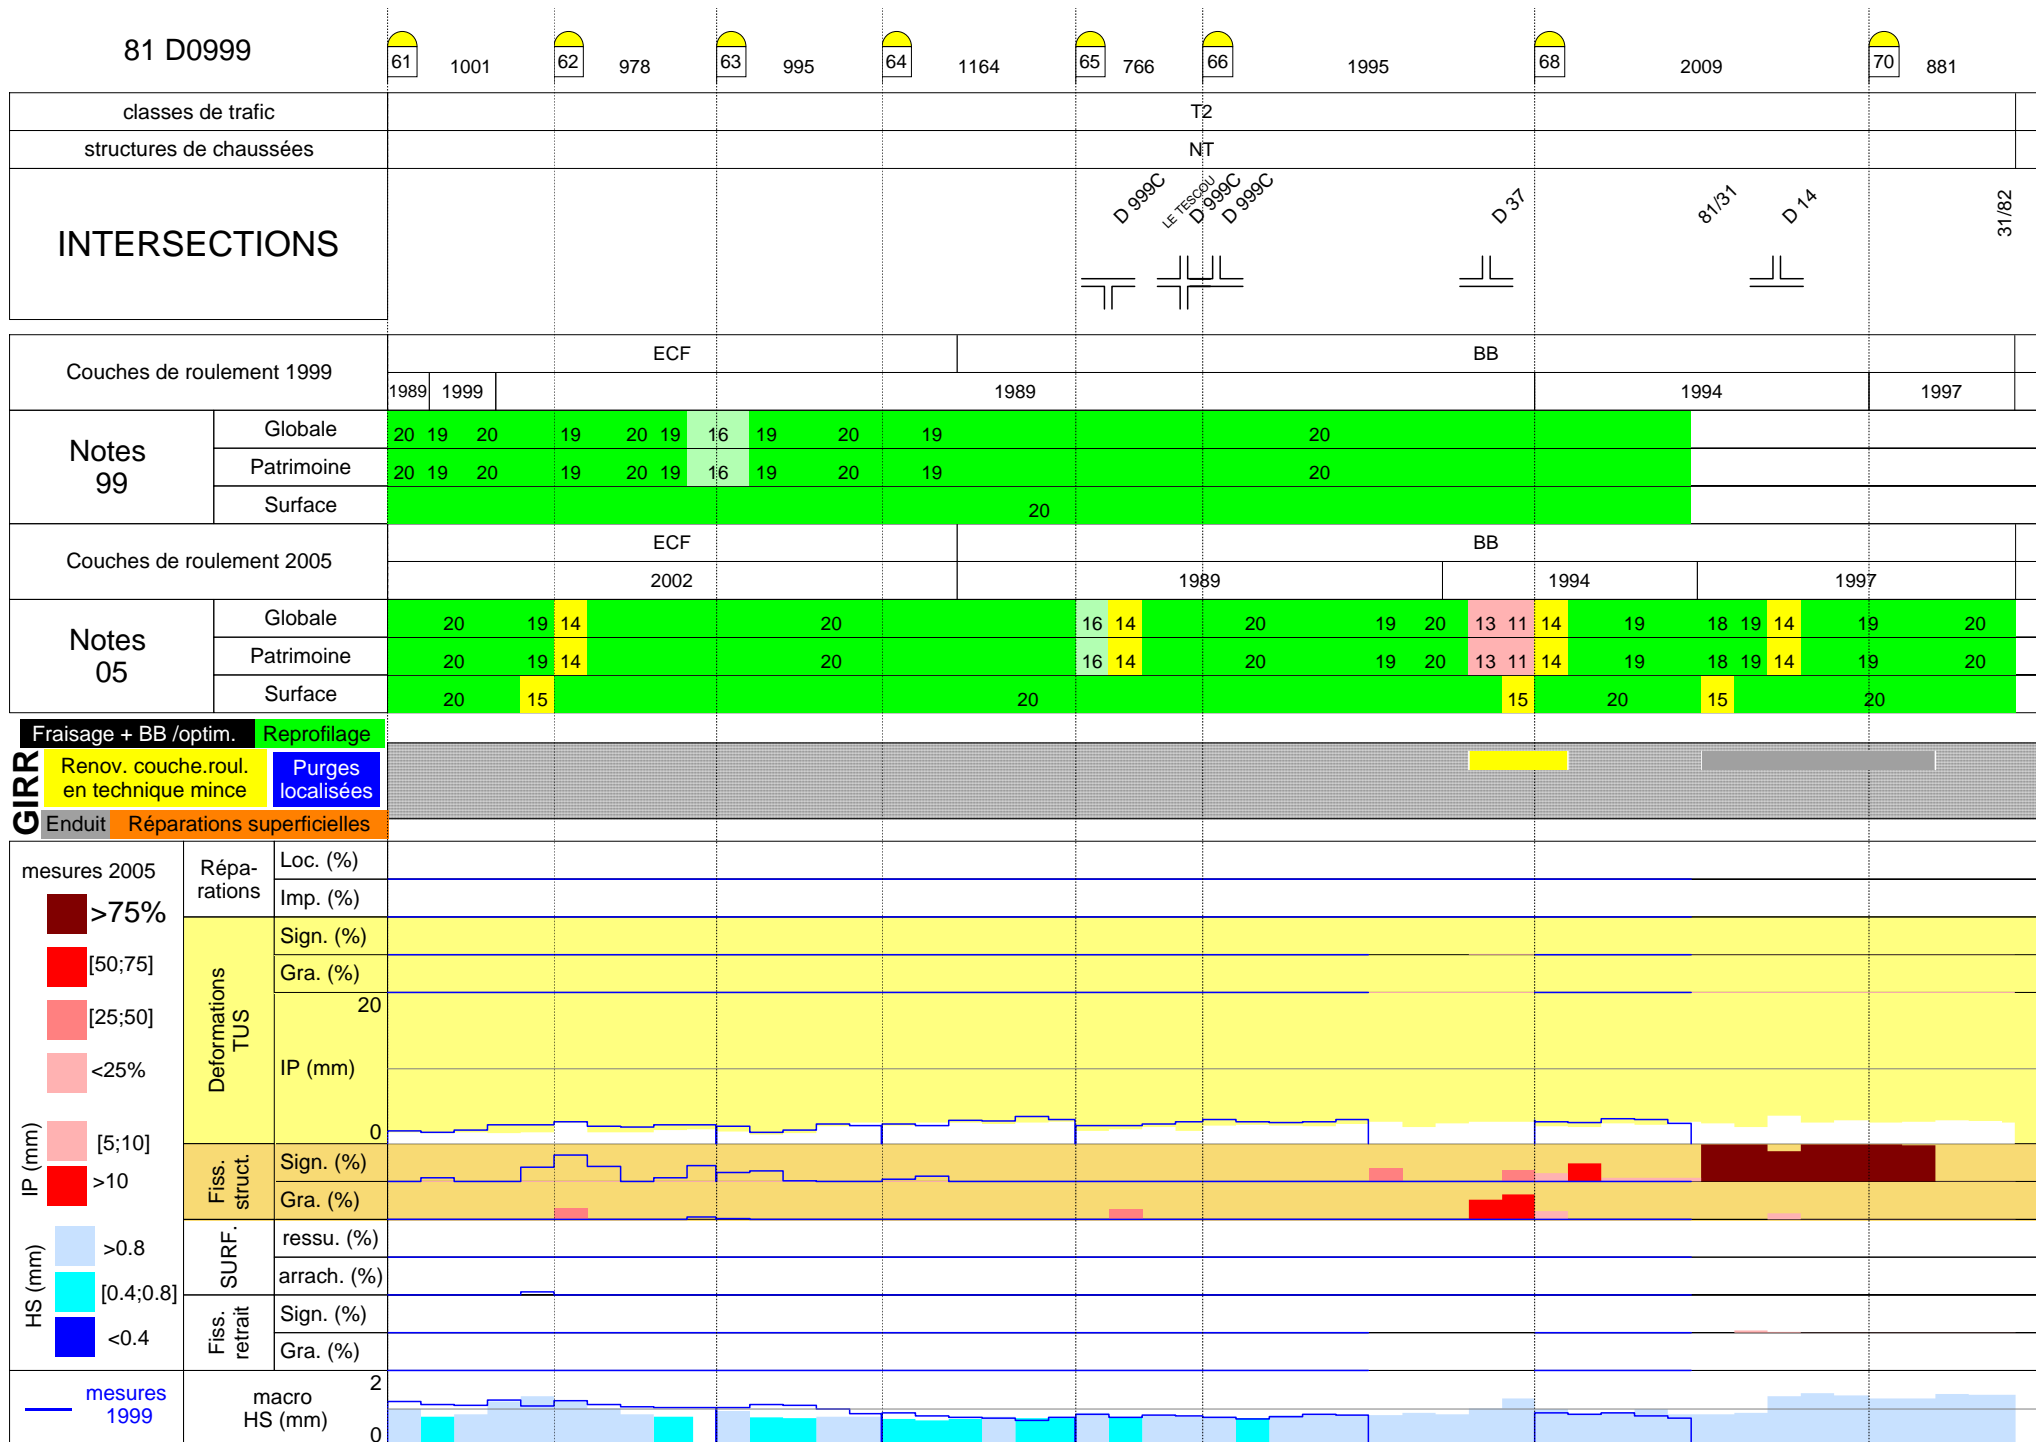 81 D0999
61 1001 62 978 63 995 64 1164 65 766 66 1995 68 2009 70 881
classes de trafic T2
structures de chaussées NT
INTERSECTIONS
D 999C LE TESCOU D 999C D 999C D 37 81/31 D 14 31/82
Couches de roulement 1999
ECF BB
1989 1999 1989 1994 1997
Notes 99
Globale 20 19 20 19 20 19 16 19 20 19 20
Patrimoine 20 19 20 19 20 19 16 19 20 19 20
Surface 20
Couches de roulement 2005
ECF BB
2002 1989 1994 1997
Notes 05
Globale 20 19 14 20 16 14 20 19 20 13 11 14 19 18 19 14 19 20
Patrimoine 20 19 14 20 16 14 20 19 20 13 11 14 19 18 19 14 19 20
Surface 20 15 20 15 20 15 20
GIRR
Fraisage + BB /optim. Reprofilage
Renov. couche.roul.
en technique mince
Purges
localisées
Enduit Réparations superficielles
mesures 2005
>75%
[50;75]
[25;50]
<25%
IP (mm)
[5;10]
>10
HS (mm)
>0.8
[0.4;0.8]
<0.4
mesures
1999
Répa-
rations
Loc. (%)
Imp. (%)
Deformations
TUS
Sign. (%)
Gra. (%)
20
IP (mm)
0
Fiss.
struct.
Sign. (%)
Gra. (%)
SURF.
ressu. (%)
arrach. (%)
Fiss.
retrait
Sign. (%)
Gra. (%)
macro
HS (mm)
2
0